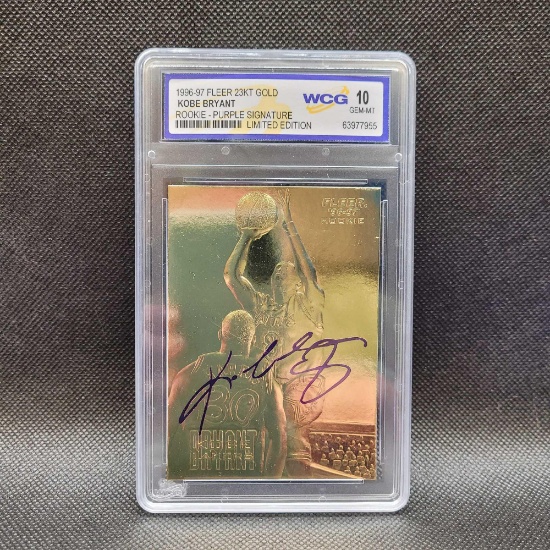 1996-97 FLEER 23KT GOLD
KOBE BRYANT
ROOKIE - PURPLE SIGNATURE
LIMITED EDITION
WCG 10
GEM-MT
63977955
FLEER
'96-97
ROOKIE
30
KOBE
BRYANT